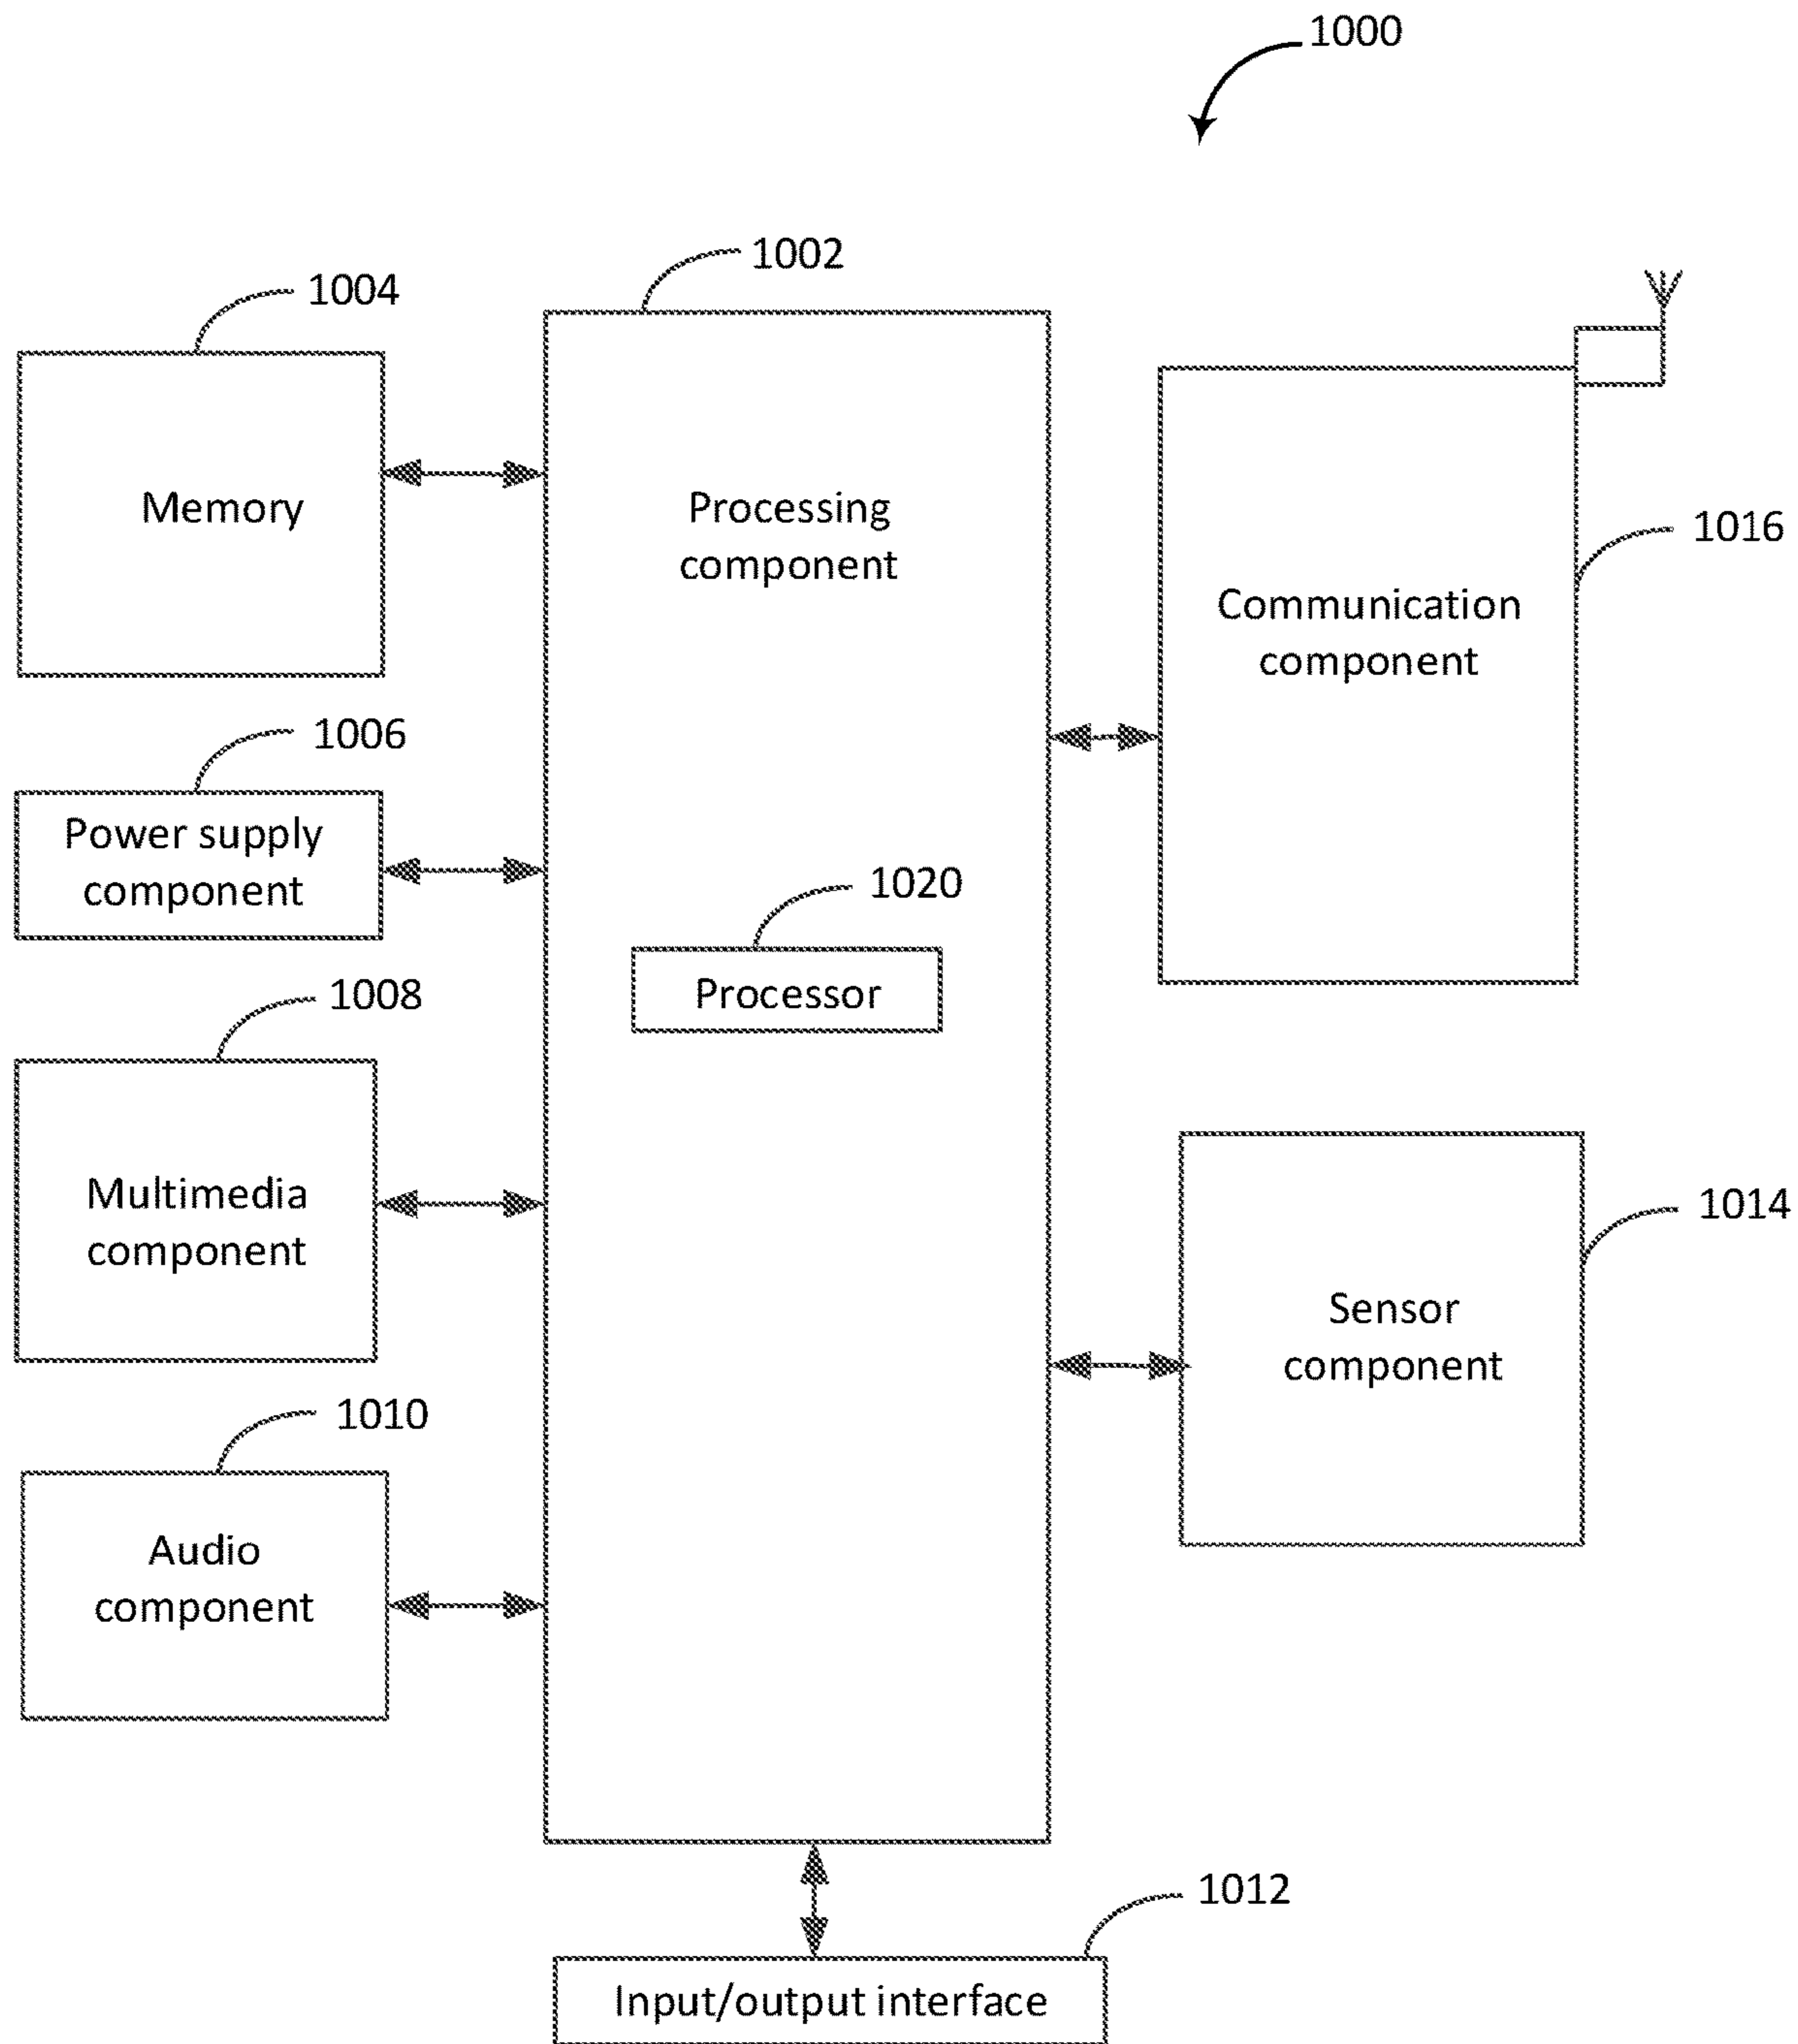 1000
1002
1004
Memory
Processing
component
1016
Communication
component
1006
Power supply
component
1020
Processor
1008
Multimedia
component
1014
Sensor
component
1010
Audio
component
1012
Input/output interface